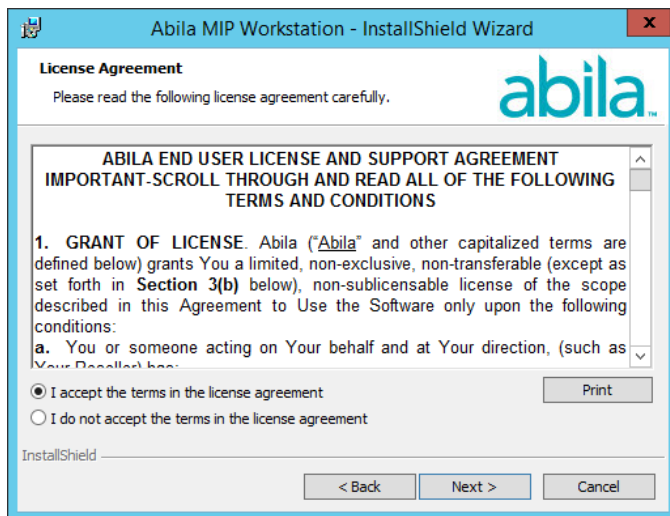 Abila MIP Workstation - InstallShield Wizard
x
License Agreement
Please read the following license agreement carefully.
abila™
ABILA END USER LICENSE AND SUPPORT AGREEMENT
IMPORTANT-SCROLL THROUGH AND READ ALL OF THE FOLLOWING
TERMS AND CONDITIONS
1. GRANT OF LICENSE. Abila (“Abila” and other capitalized terms are
defined below) grants You a limited, non-exclusive, non-transferable (except as
set forth in Section 3(b) below), non-sublicensable license of the scope
described in this Agreement to Use the Software only upon the following
conditions:
a. You or someone acting on Your behalf and at Your direction, (such as
Your Reseller) has:
I accept the terms in the license agreement
Print
I do not accept the terms in the license agreement
InstallShield
< Back
Next >
Cancel